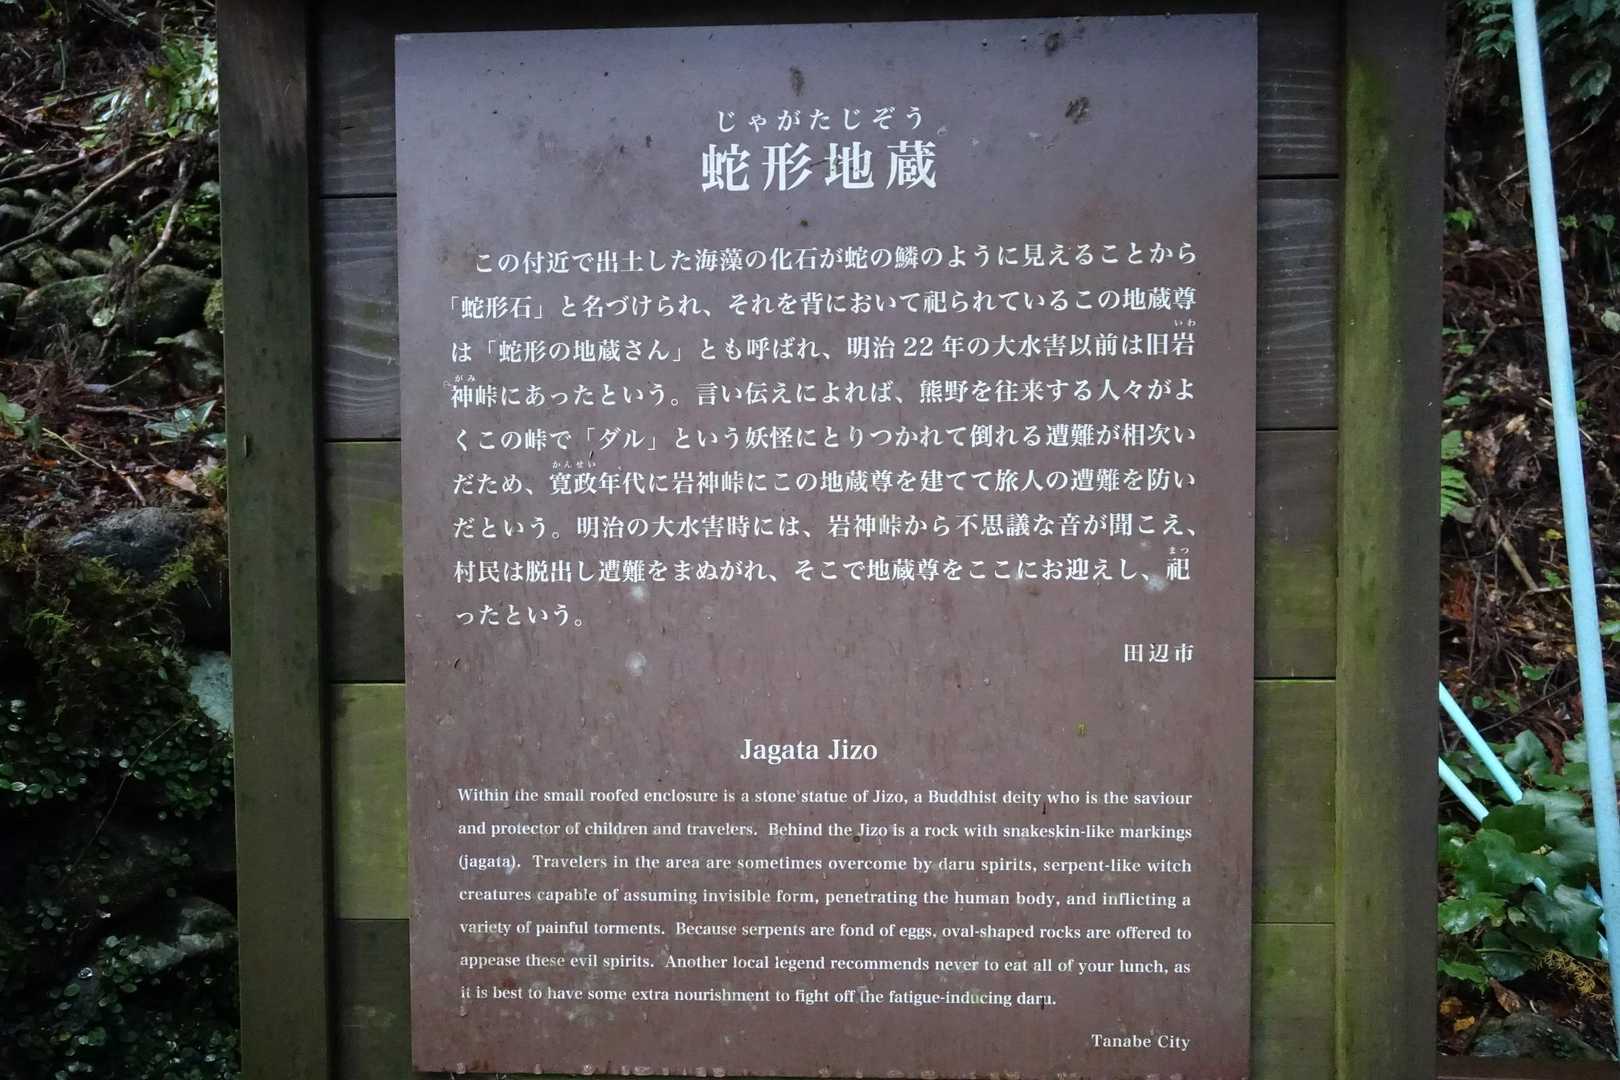 じゃがたじぞう
蛇形地蔵
この付近で出土した海藻の化石が蛇の鱗のように見えることから
「蛇形石」と名づけられ、それを背において祀られているこの地蔵尊
いわ
は「蛇形の地蔵さん」とも呼ばれ、明治22年の大水害以前は旧岩
がみ
神峠にあったという。言い伝えによれば、熊野を往来する人々がよ
くこの峠で「ダル」という妖怪にとりつかれて倒れる遭難が相次い
かんせい
だため、寛政年代に岩神峠にこの地蔵尊を建てて旅人の遭難を防い
だという。明治の大水害時には、岩神峠から不思議な音が聞こえ、
まつ
村民は脱出し遭難をまぬがれ、そこで地蔵尊をここにお迎えし、祀
ったという。
田辺市
Jagata Jizo
Within the small roofed enclosure is a stone statue of Jizo, a Buddhist deity who is the saviour
and protector of children and travelers. Behind the Jizo is a rock with snakeskin-like markings
(jagata). Travelers in the area are sometimes overcome by daru spirits, serpent-like witch
creatures capable of assuming invisible form, penetrating the human body, and inflicting a
variety of painful torments. Because serpents are fond of eggs, oval-shaped rocks are offered to
appease these evil spirits. Another local legend recommends never to eat all of your lunch, as
it is best to have some extra nourishment to fight off the fatigue-inducing daru.
Tanabe City